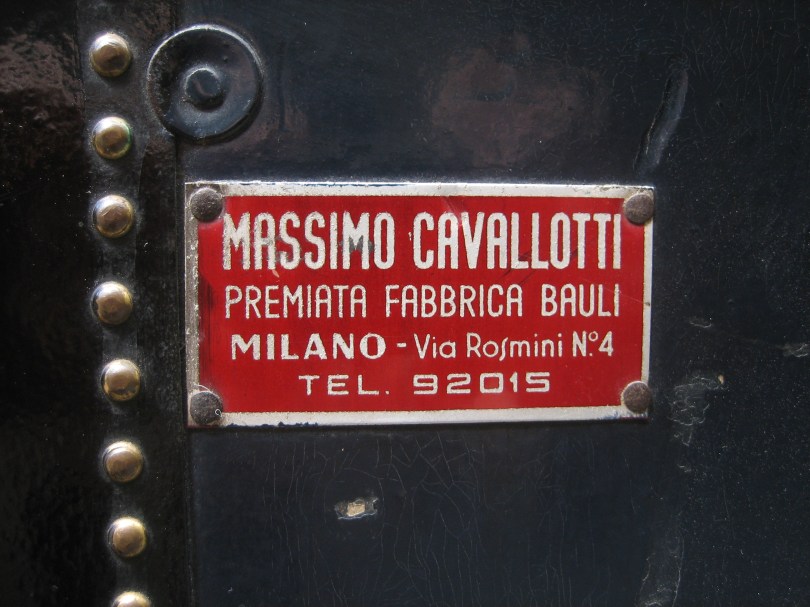 MASSIMO CAVALLOTTI
PREMIATA FABBRICA BAULI
MILANO - Via Rosmini N.º 4
TEL. 92015